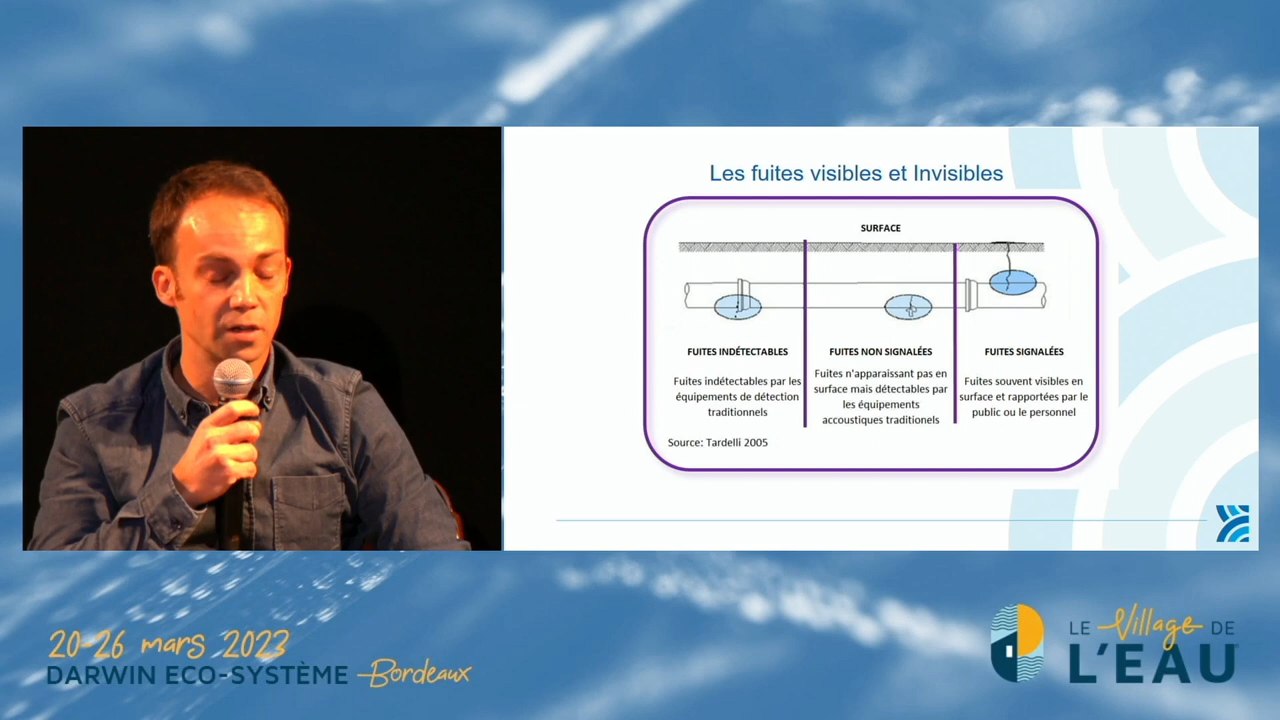 Les fuites visibles et Invisibles
SURFACE
FUITES INDÉTECTABLES
Fuites indétectables par les
équipements de détection
traditionnels
FUITES NON SIGNALÉES
Fuites n'apparaissant pas en
surface mais détectables par
les équipements
accoustiques traditionels
FUITES SIGNALÉES
Fuites souvent visibles en
surface et rapportées par le
public ou le personnel
Source: Tardelli 2005
20-26 mars 2023
DARWIN ECO-SYSTÈME Bordeaux
LE Village DE
L'EAU